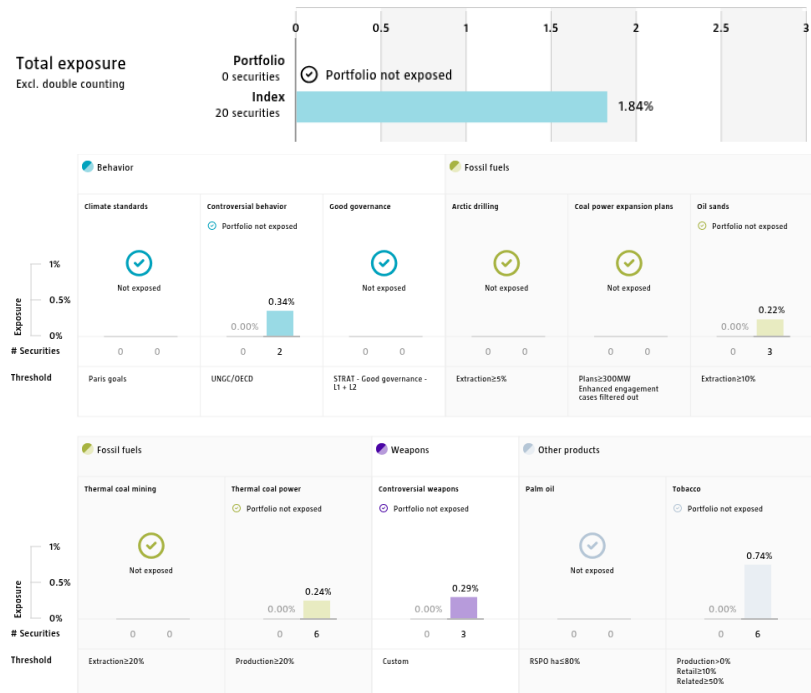 0 0.5 1 1.5 2 2.5 3
Total exposure
Excl. double counting
Portfolio
0 securities
Portfolio not exposed
Index
20 securities
1.84%
Behavior
Fossil fuels
Climate standards
Controversial behavior
Good governance
Arctic drilling
Coal power expansion plans
Oil sands
Portfolio not exposed
Portfolio not exposed
Not exposed
Not exposed
Not exposed
Not exposed
Exposure
1%
0.5%
0%
0.00%
0.34%
0.00%
0.22%
# Securities
0 0
0 2
0 0
0 0
0 0
0 3
Threshold
Paris goals
UNGC/OECD
STRAT - Good governance -
L1 + L2
Extraction≥5%
Plans≥300MW
Enhanced engagement
cases filtered out
Extraction≥10%
Fossil fuels
Weapons
Other products
Thermal coal mining
Thermal coal power
Controversial weapons
Palm oil
Tobacco
Portfolio not exposed
Portfolio not exposed
Portfolio not exposed
Not exposed
Not exposed
Exposure
1%
0.5%
0%
0.00%
0.24%
0.00%
0.29%
0.00%
0.74%
# Securities
0 0
0 6
0 3
0 0
0 6
Threshold
Extraction≥20%
Production≥20%
Custom
RSPO ha≤80%
Production>0%
Retail≥10%
Related≥50%